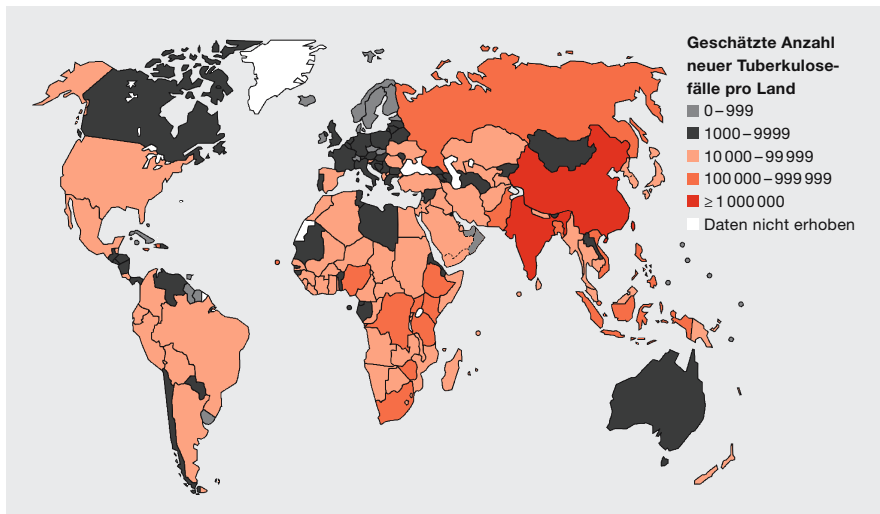 Geschätzte Anzahl
neuer Tuberkulose-
fälle pro Land
0–999
1000–9999
10 000–99 999
100 000–999 999
≥ 1 000 000
Daten nicht erhoben